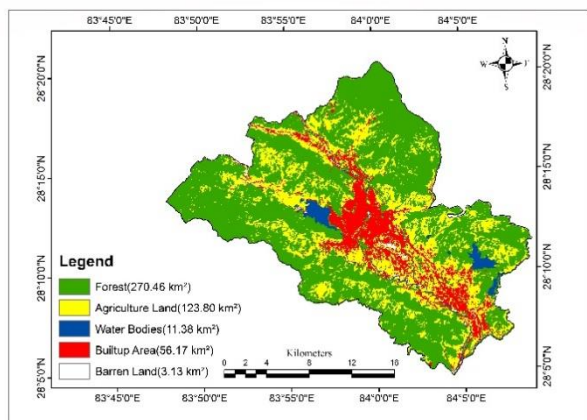 83°45'0"E 83°50'0"E 83°55'0"E 84°0'0"E 84°5'0"E
N
W E
S
28°20'0"N 28°20'0"N
28°15'0"N 28°15'0"N
28°10'0"N 28°10'0"N
28°5'0"N 28°5'0"N
Legend
Forest(270.46 km²)
Agriculture Land(123.80 km²)
Water Bodies(11.38 km²)
Builtup Area(56.17 km²)
Barren Land(3.13 km²)
Kilometers
0 2 4 8 12 16
83°45'0"E 83°50'0"E 83°55'0"E 84°0'0"E 84°5'0"E